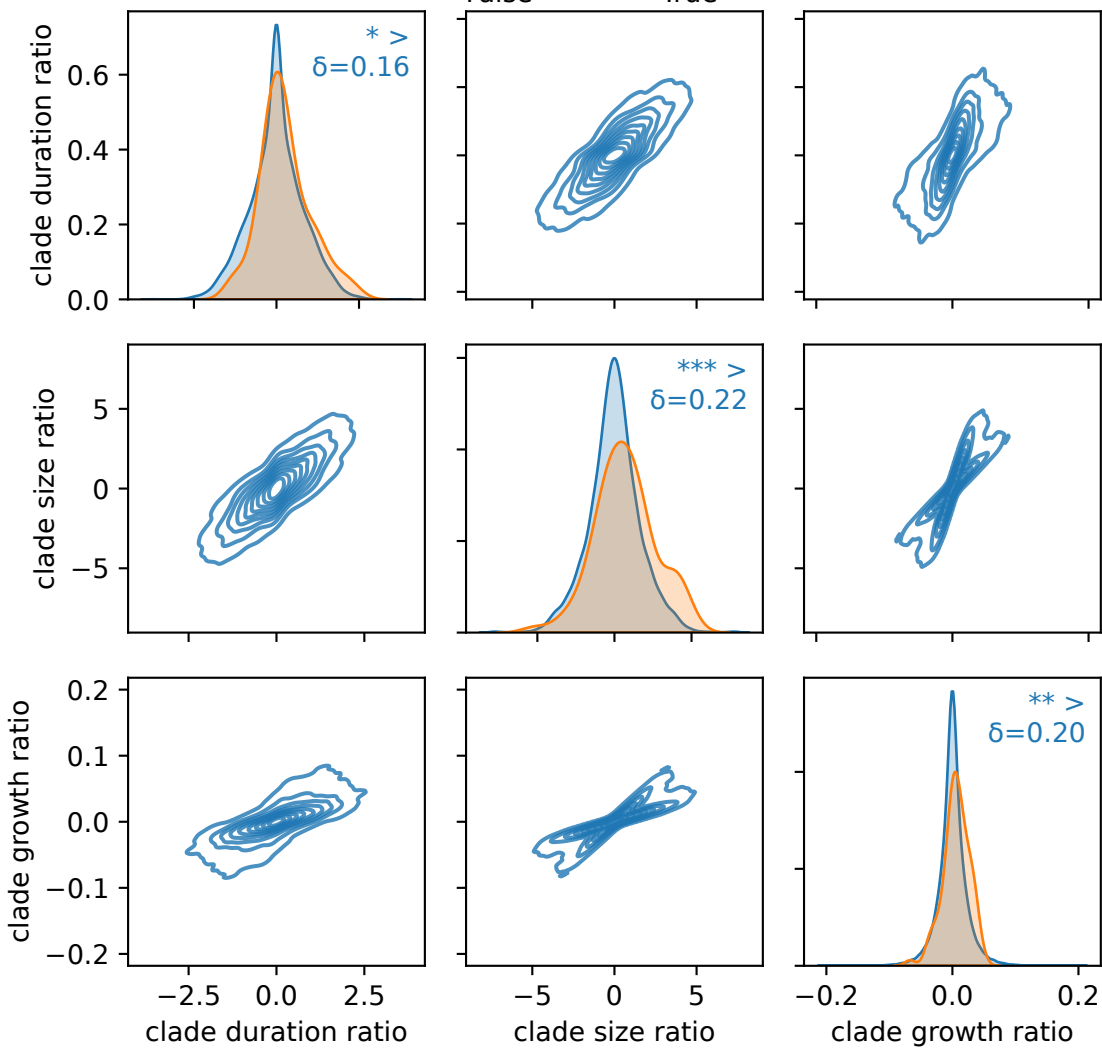 clade duration ratio
0.6
0.4
0.2
0.0
* >
δ=0.16
clade size ratio
5
0
−5
*** >
δ=0.22
clade growth ratio
0.2
0.1
0.0
−0.1
−0.2
** >
δ=0.20
−2.5 0.0 2.5
−5 0 5
−0.2 0.0 0.2
clade duration ratio
clade size ratio
clade growth ratio